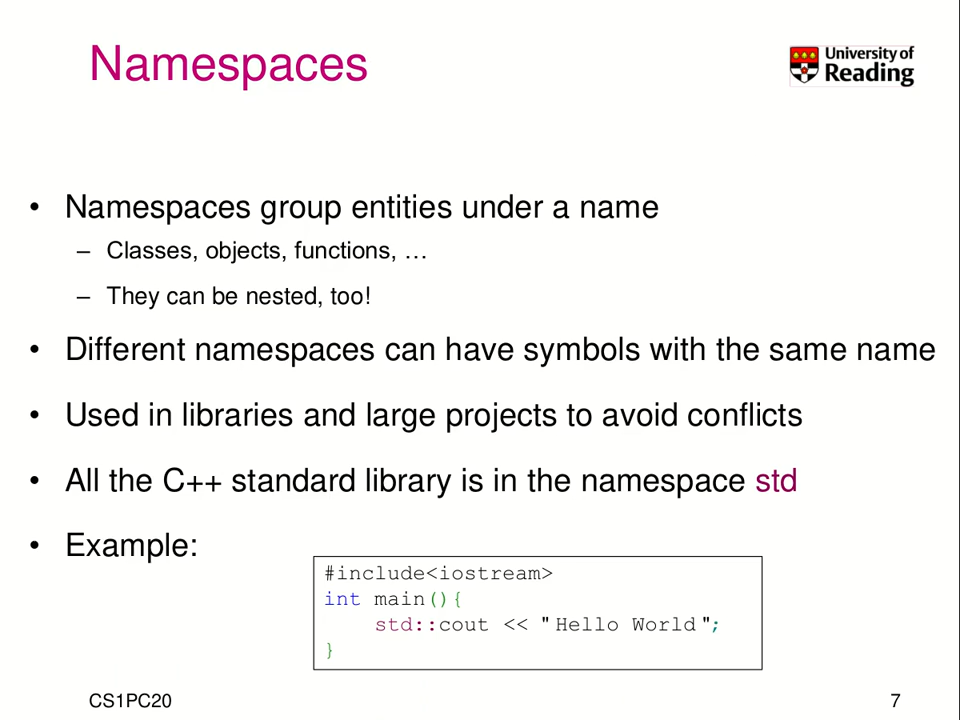 Namespaces
University of
Reading
• Namespaces group entities under a name
– Classes, objects, functions, …
– They can be nested, too!
• Different namespaces can have symbols with the same name
• Used in libraries and large projects to avoid conflicts
• All the C++ standard library is in the namespace std
• Example:
#include<iostream>
int main(){
    std::cout << "Hello World";
}
CS1PC20
7